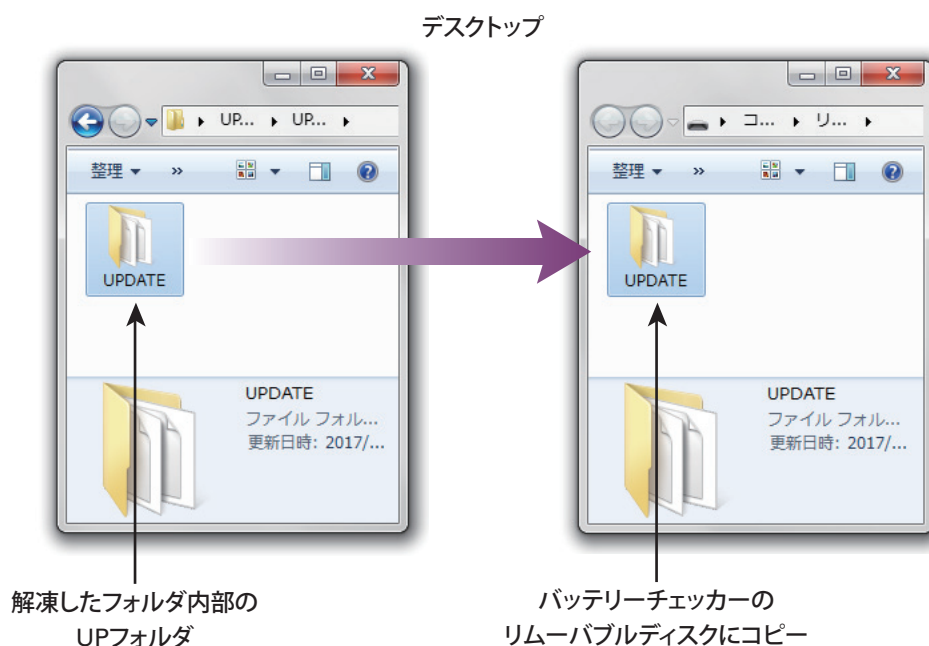 デスクトップ
UP... UP...
コ... リ...
整理 »
整理 »
UPDATE
UPDATE
UPDATE
ファイル フォル...
更新日時: 2017/...
UPDATE
ファイル フォル...
更新日時: 2017/...
解凍したフォルダ内部の
UPフォルダ
バッテリーチェッカーの
リムーバブルディスクにコピー